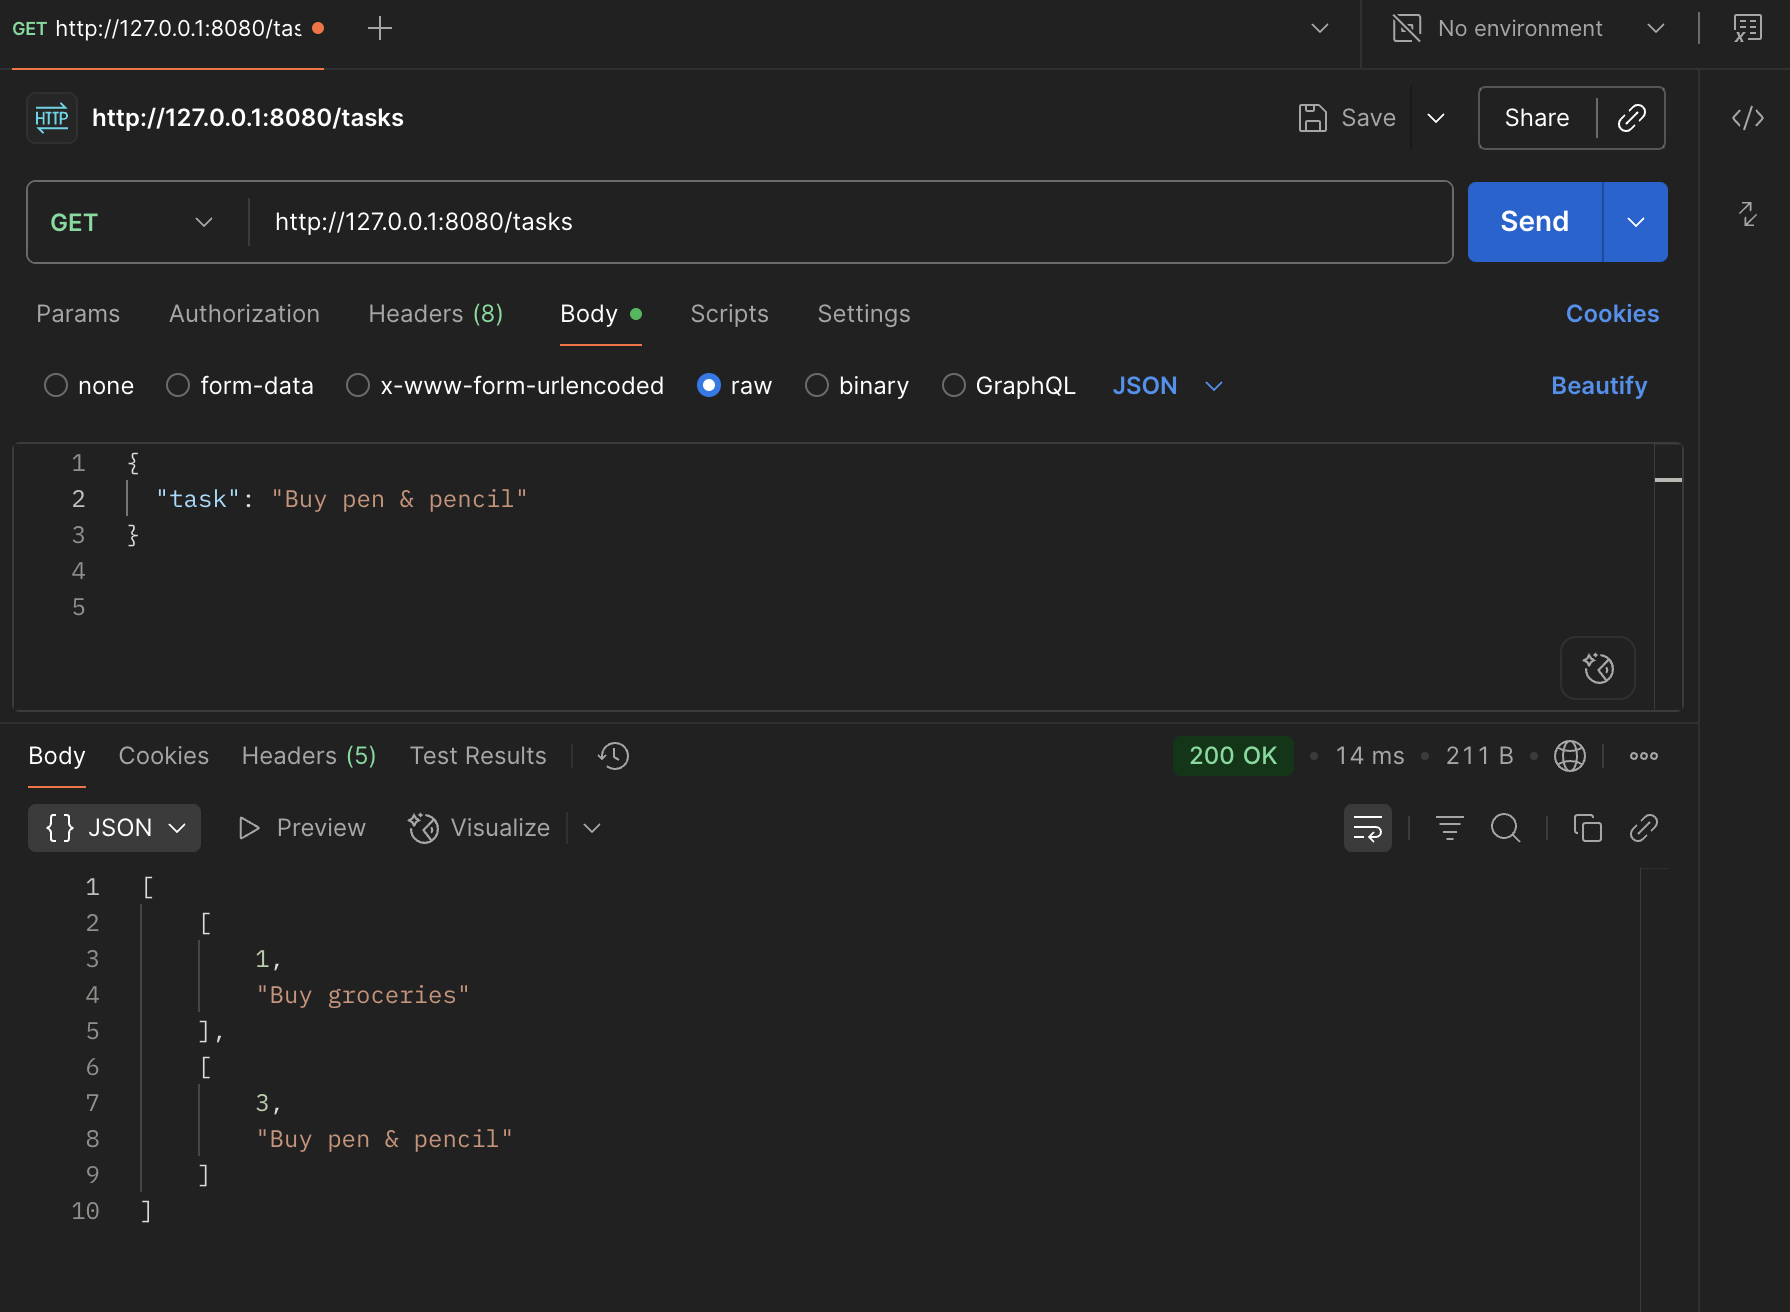 GET http://127.0.0.1:8080/tas
No environment
HTTP http://127.0.0.1:8080/tasks
Save
Share
GET http://127.0.0.1:8080/tasks
Send
Params Authorization Headers (8) Body Scripts Settings Cookies
none form-data x-www-form-urlencoded raw binary GraphQL JSON Beautify
1 {
2 "task": "Buy pen & pencil"
3 }
4
5
Body Cookies Headers (5) Test Results 200 OK • 14 ms • 211 B •
{} JSON Preview Visualize
1 [
2 [
3 1,
4 "Buy groceries"
5 ],
6 [
7 3,
8 "Buy pen & pencil"
9 ]
10 ]